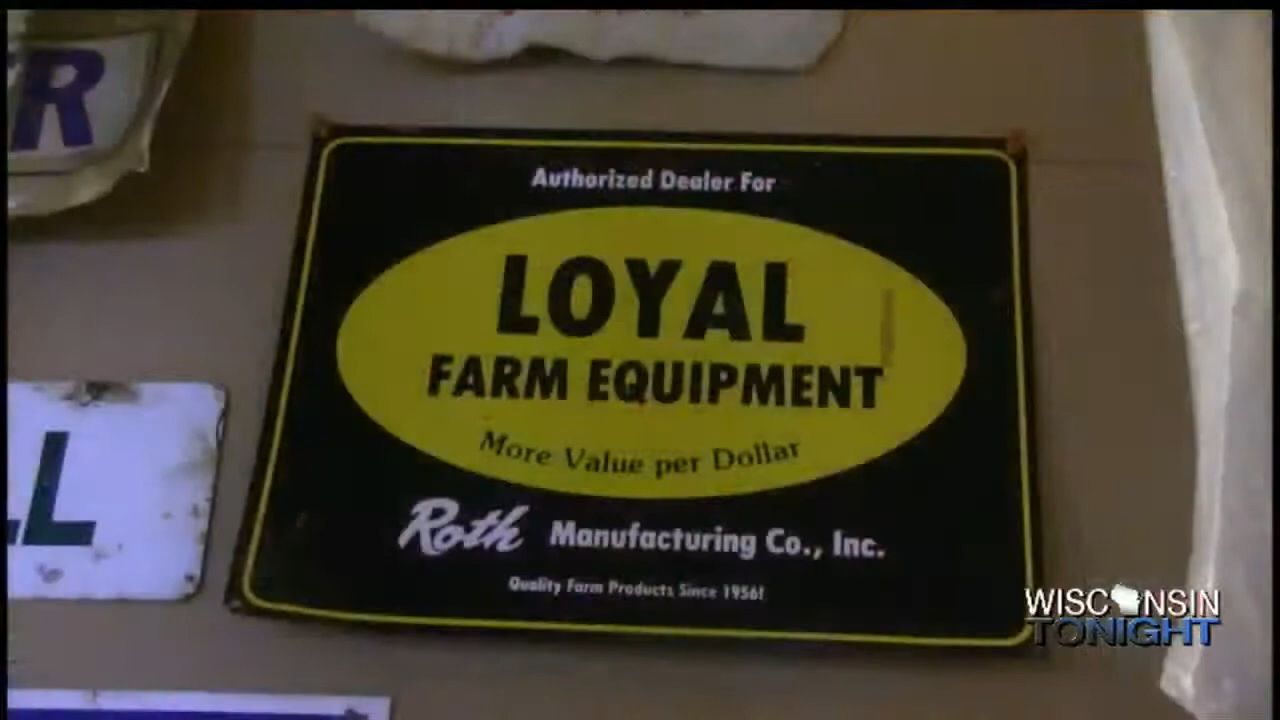 R
Authorized Dealer For
LOYAL
FARM EQUIPMENT
More Value per Dollar
LL
Roth Manufacturing Co., Inc.
Quality Farm Products Since 1956!
WISCONSIN
TONIGHT